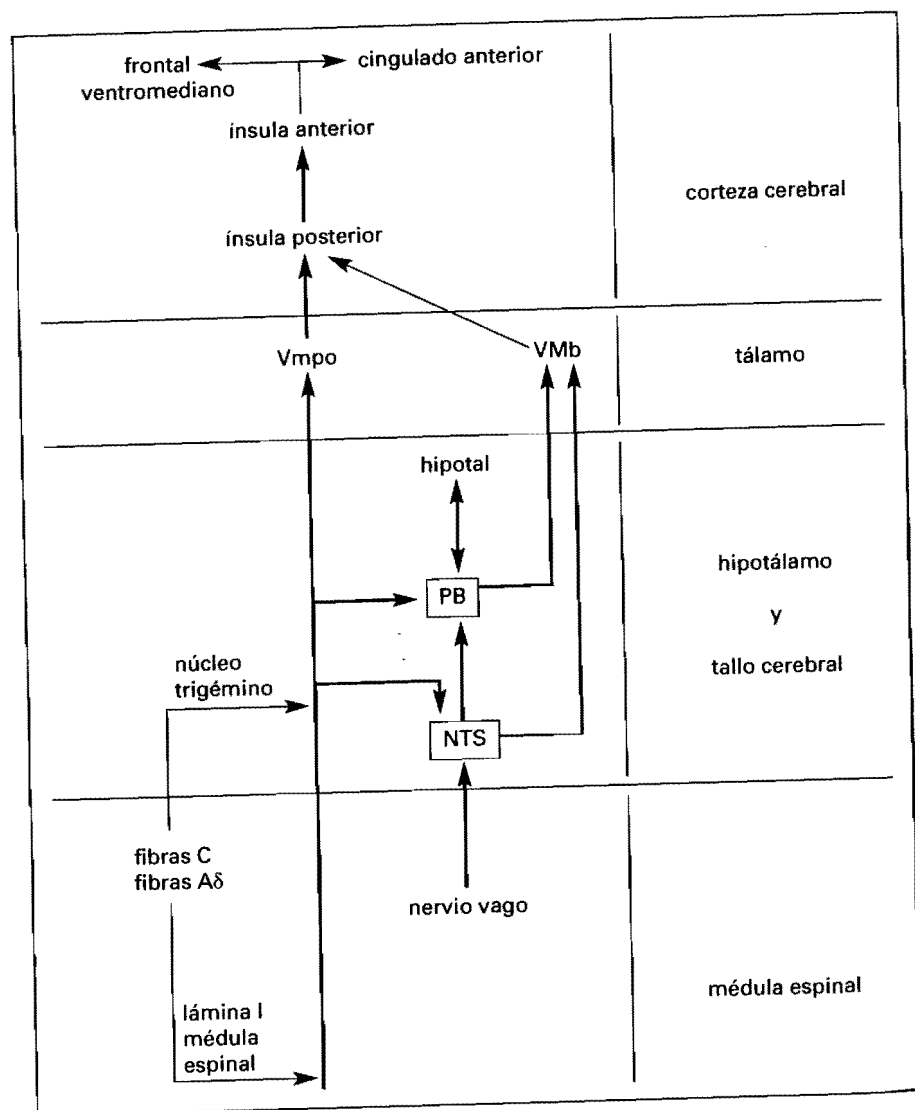 frontal
ventromediano
cingulado anterior
ínsula anterior
ínsula posterior
corteza cerebral
Vmpo
VMb
tálamo
hipotal
PB
hipotálamo
y
tallo cerebral
núcleo
trigémino
NTS
fibras C
fibras Aδ
nervio vago
lámina I
médula
espinal
médula espinal